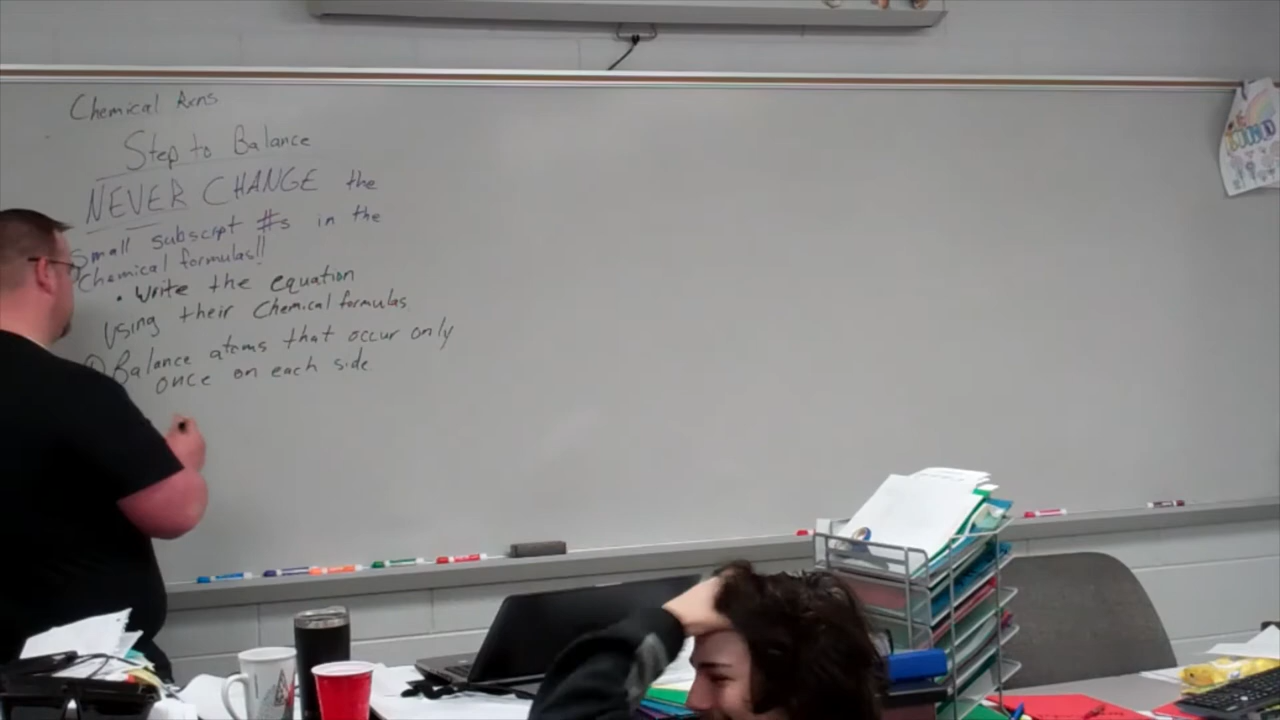 Chemical Rxns
Step to Balance
NEVER CHANGE the
Small subscript #s in the
Chemical formulas!!
• Write the equation
Using their Chemical formulas
① Balance atoms that occur only
once on each side.